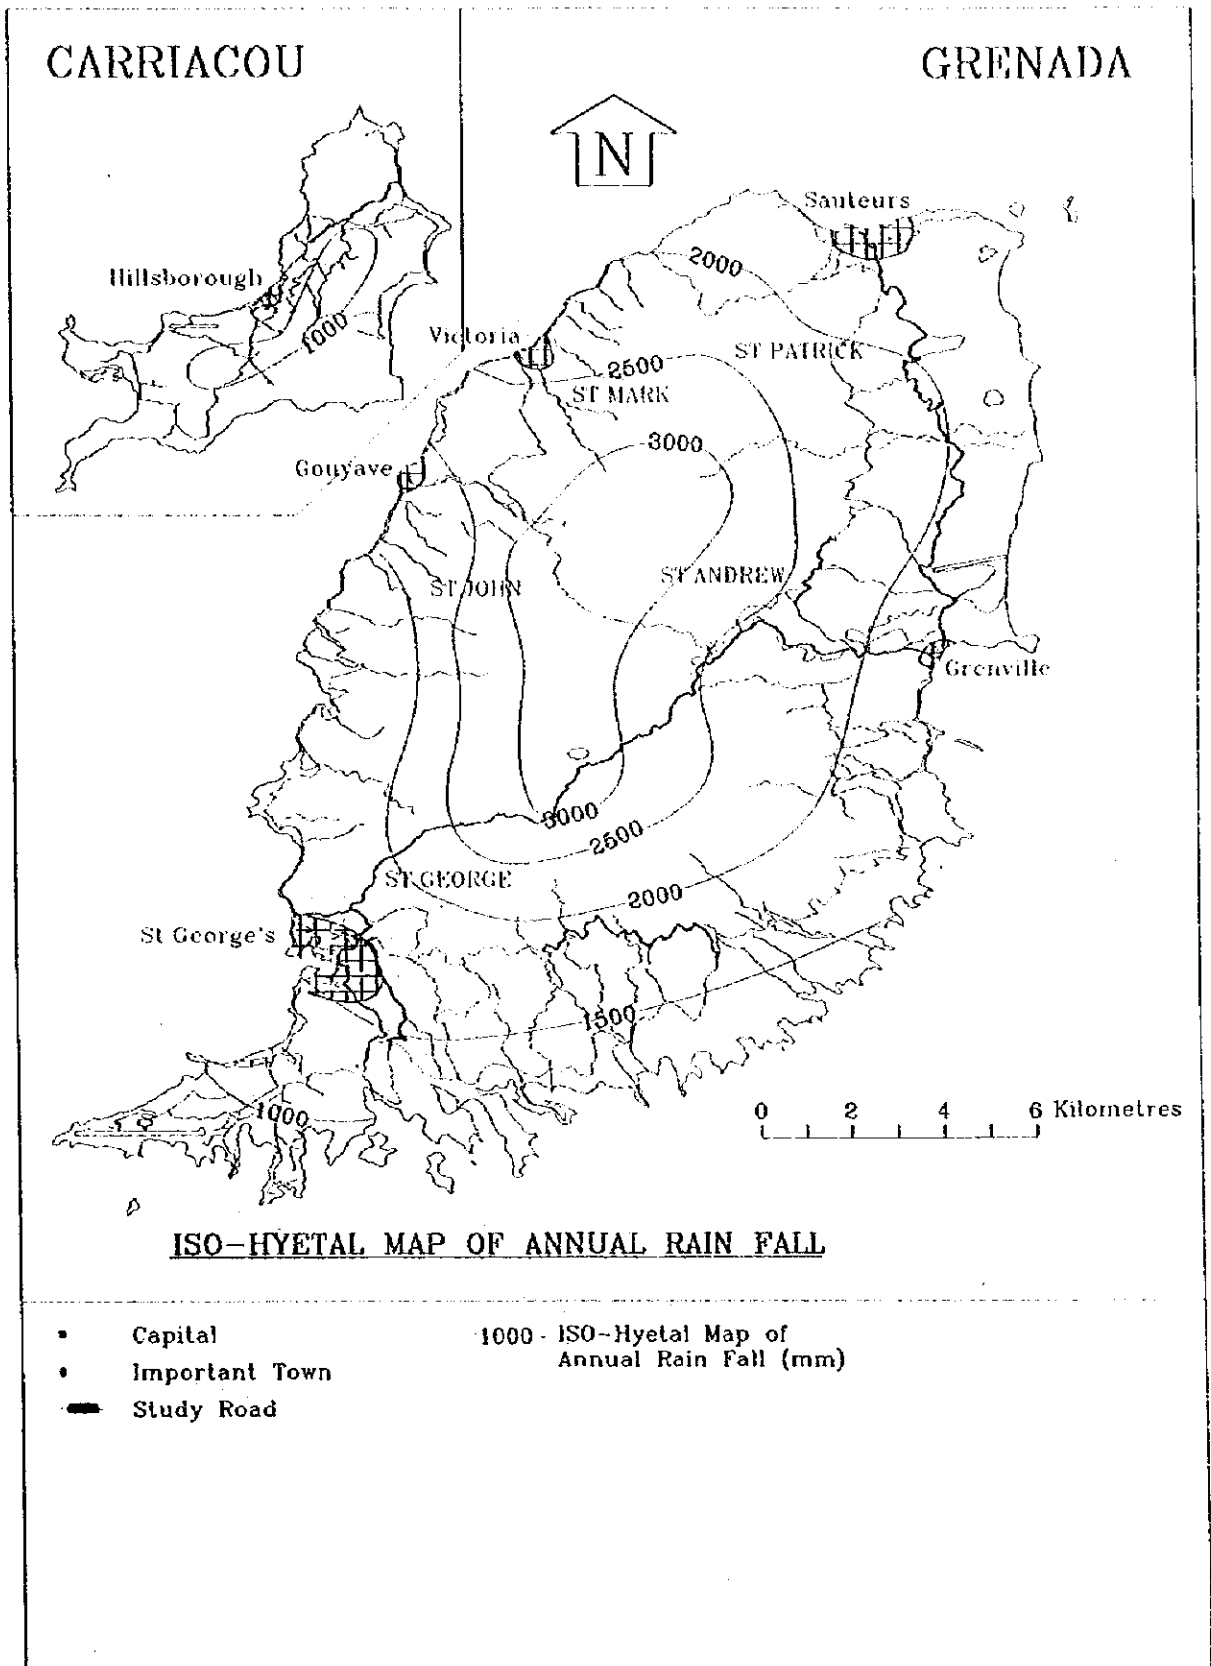 CARRIACOU
GRENADA
N
Sauteurs
2000
Hillsborough
1000
Victoria
ST PATRICK
2500
ST MARK
3000
Gouyave
ST JOHN
ST ANDREW
Grenville
3000
2500
ST GEORGE
2000
St George's
1500
1000
0 2 4 6 Kilometres
ISO-HYETAL MAP OF ANNUAL RAIN FALL
Capital
Important Town
Study Road
1000 - ISO-Hyetal Map of
Annual Rain Fall (mm)